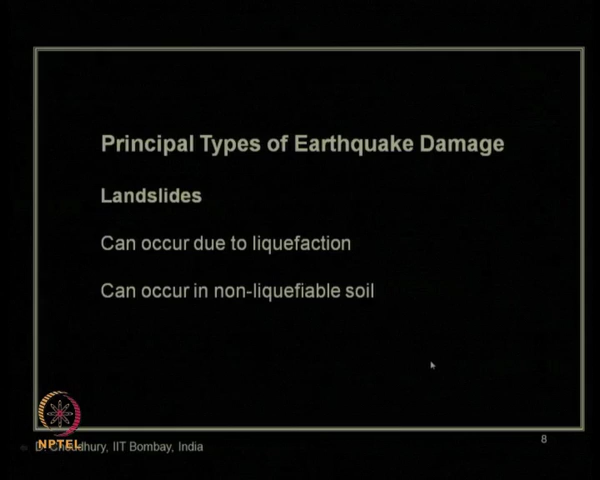 Principal Types of Earthquake Damage
Landslides
Can occur due to liquefaction
Can occur in non-liquefiable soil
8
NPTEL
D. Choudhury, IIT Bombay, India